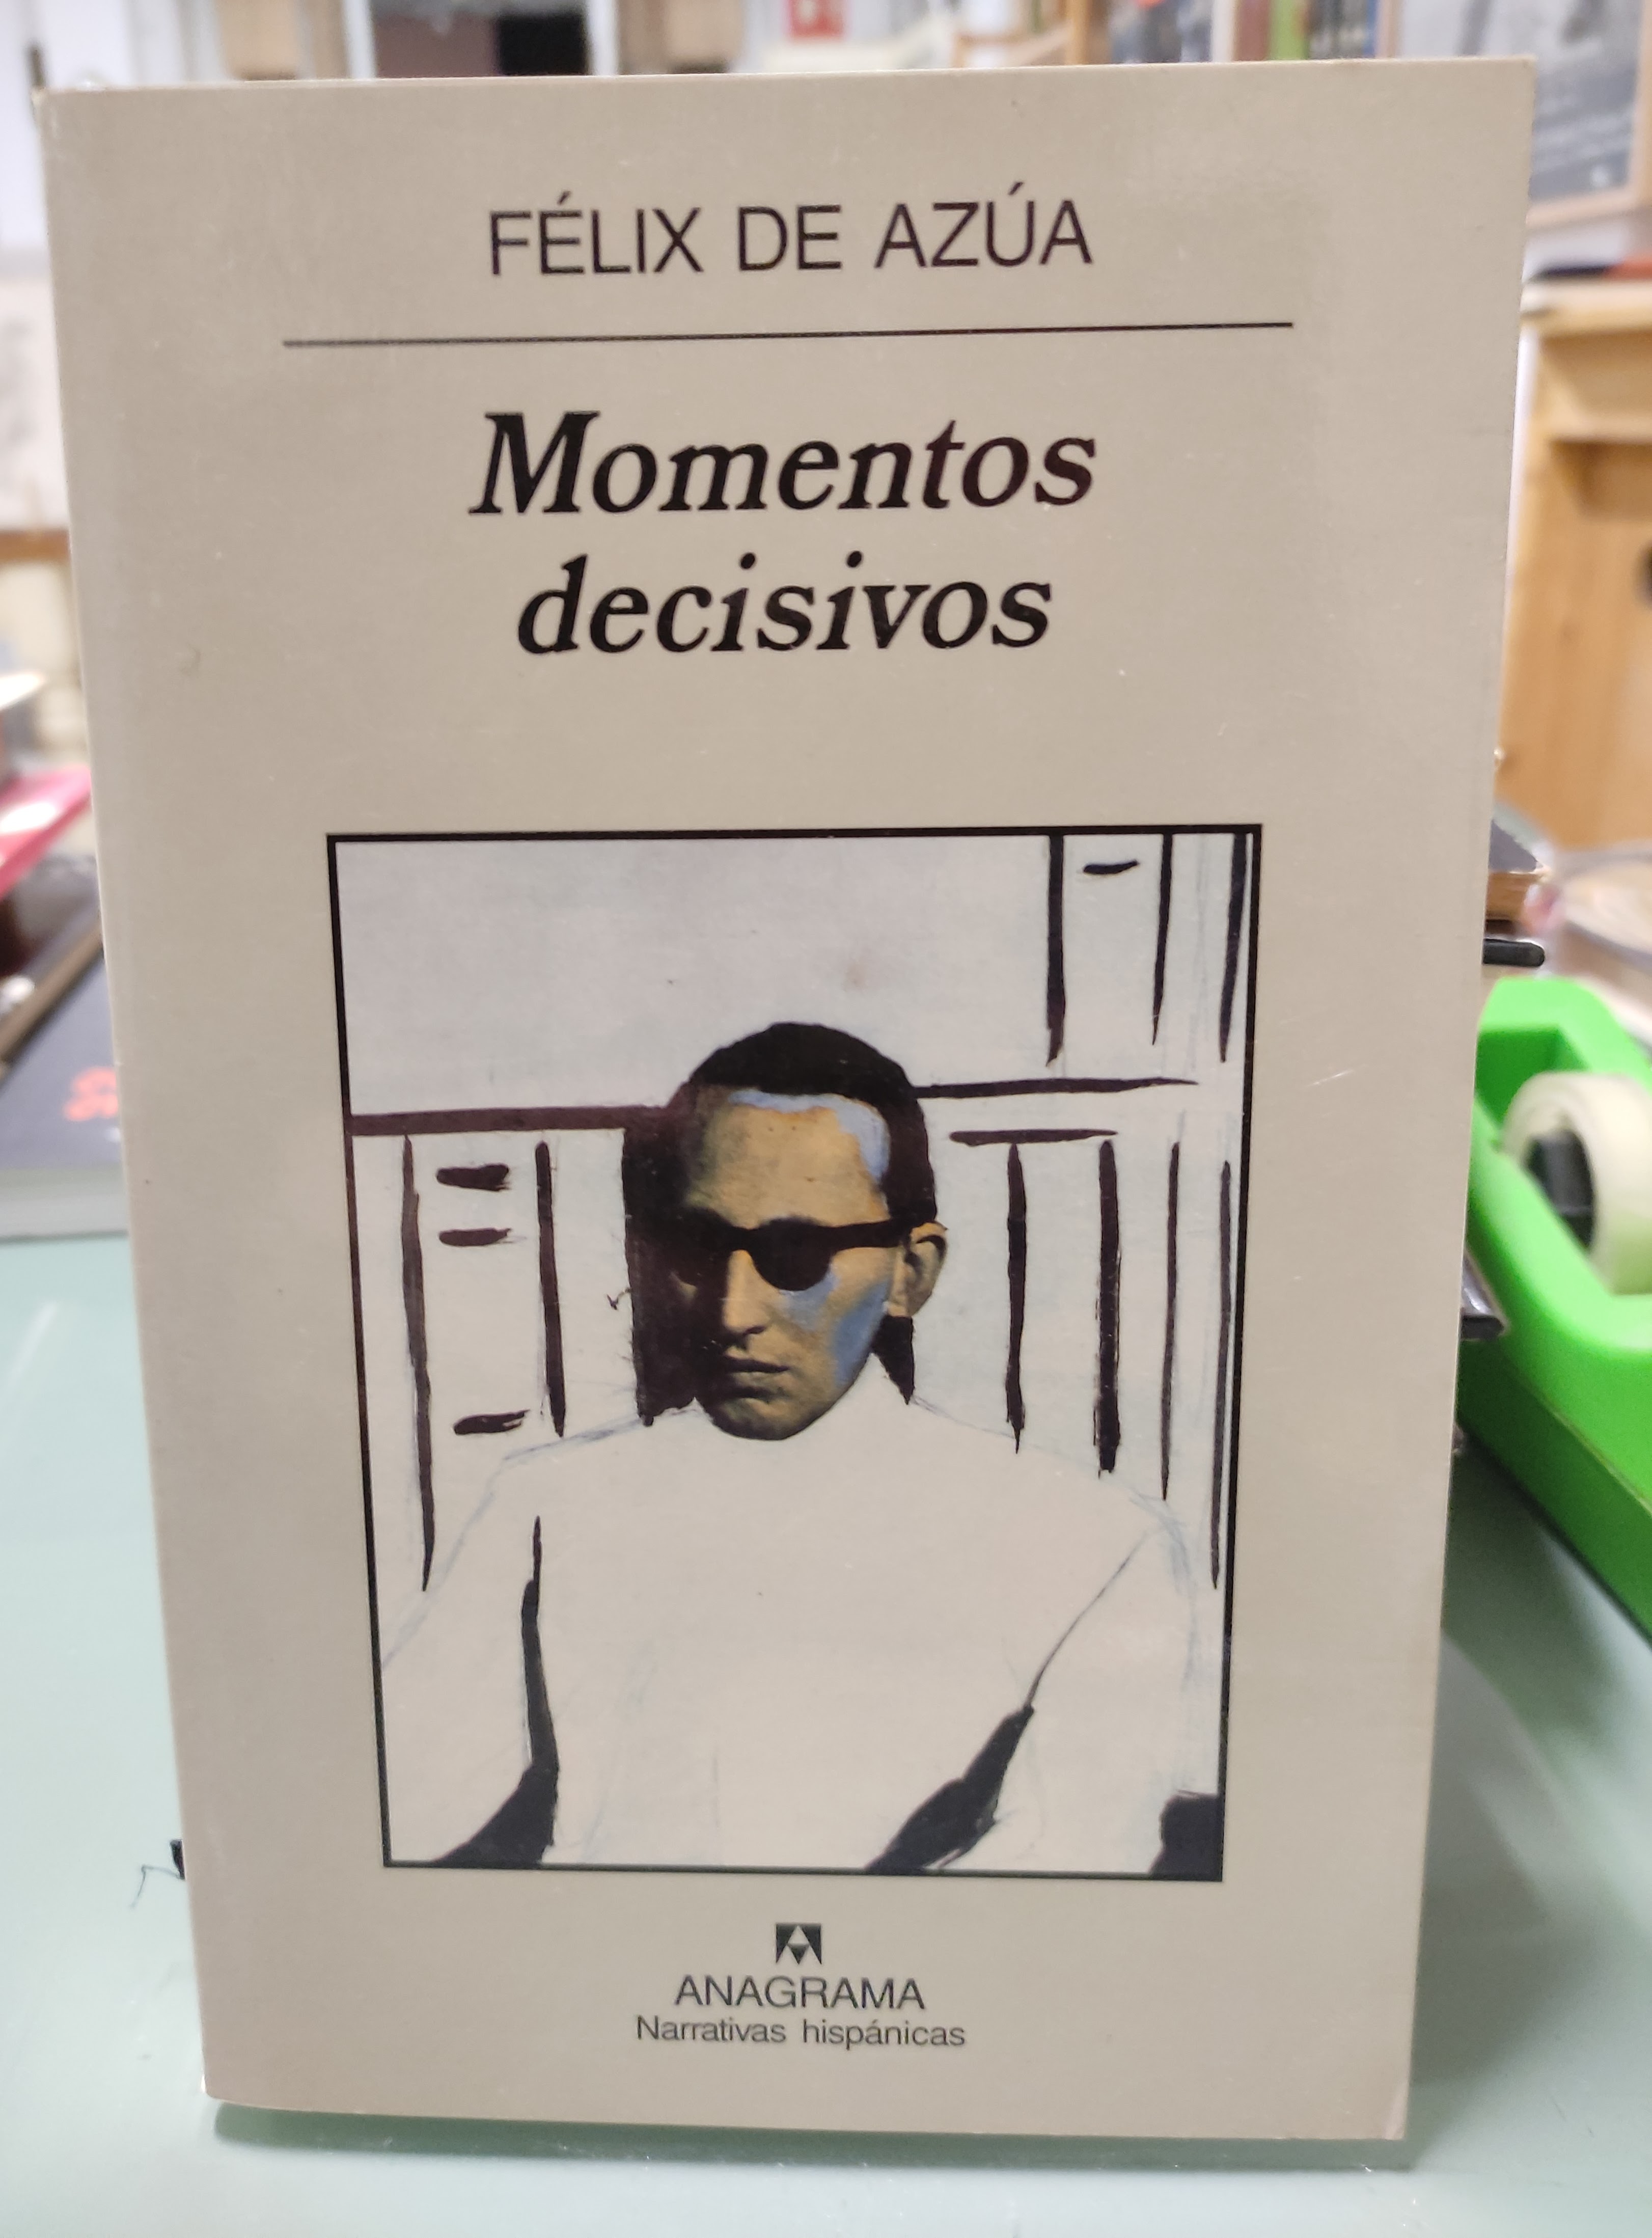 FÉLIX DE AZÚA
Momentos
decisivos
ANAGRAMA
Narrativas hispánicas